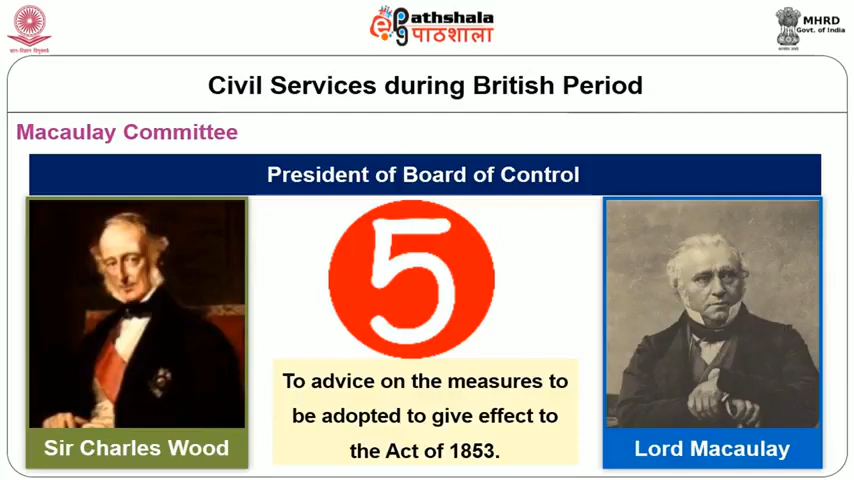 Pathshala
पाठशाला
MHRD
Govt. of India
Civil Services during British Period
Macaulay Committee
President of Board of Control
5
To advice on the measures to
be adopted to give effect to
the Act of 1853.
Sir Charles Wood
Lord Macaulay